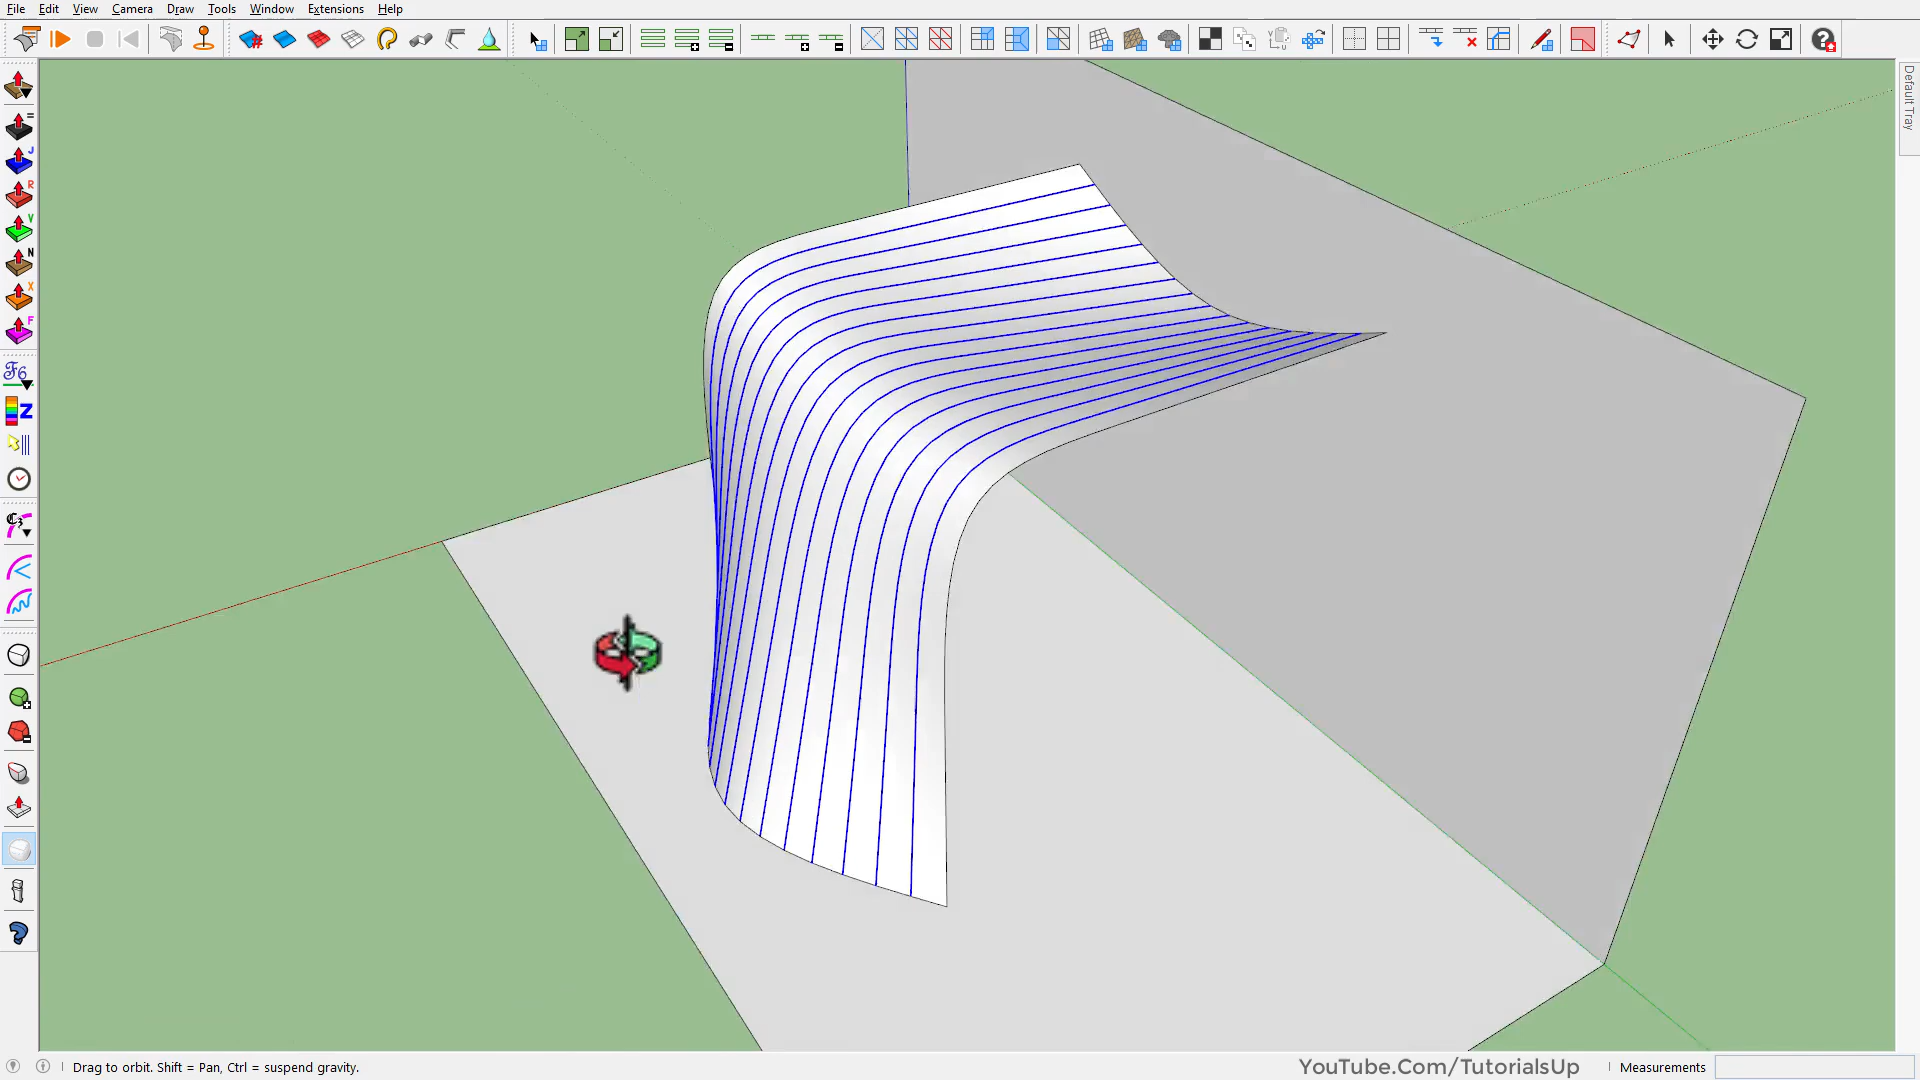 File Edit View Camera Draw Tools Window Extensions Help
Default Tray
=
J
R
V
N
X
F
F6
Z
Drag to orbit. Shift = Pan, Ctrl = suspend gravity.
YouTube.Com/TutorialsUp
Measurements